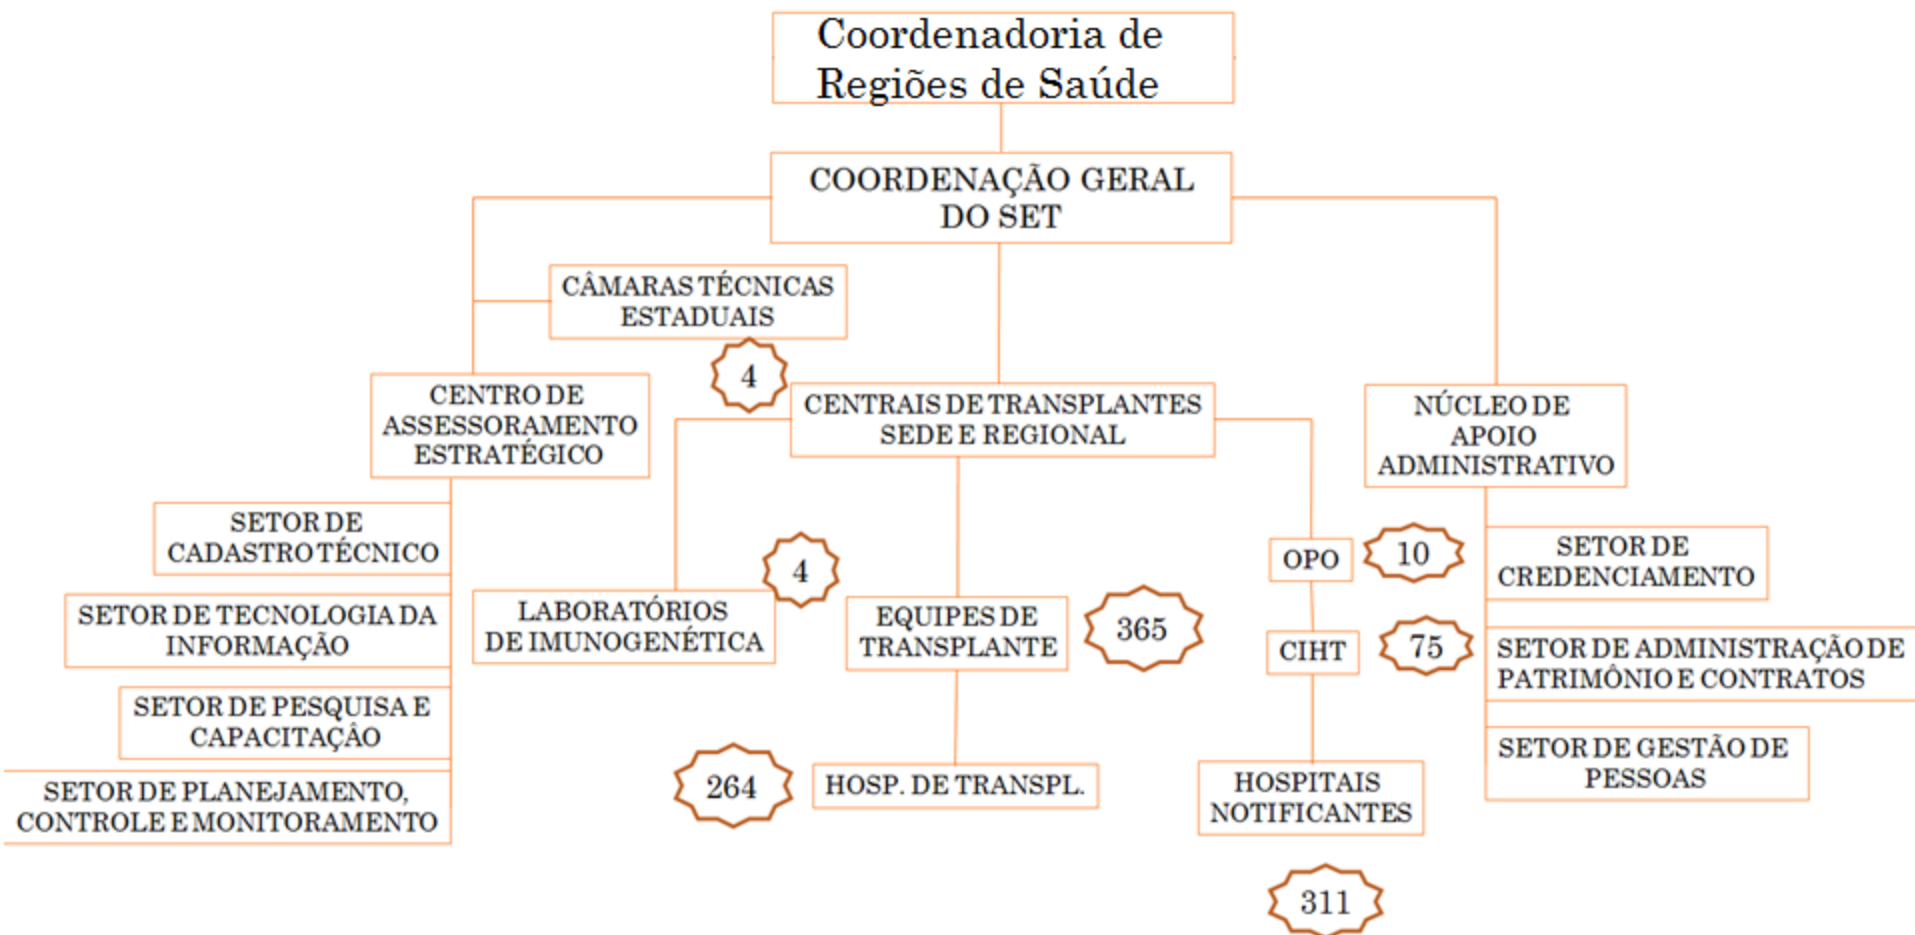 Coordenadoria de
Regiões de Saúde
COORDENAÇÃO GERAL
DO SET
CÂMARAS TÉCNICAS
ESTADUAIS
4
CENTRO DE
ASSESSORAMENTO
ESTRATÉGICO
CENTRAIS DE TRANSPLANTES
SEDE E REGIONAL
NÚCLEO DE
APOIO
ADMINISTRATIVO
SETOR DE
CADASTRO TÉCNICO
SETOR DE TECNOLOGIA DA
INFORMAÇÃO
SETOR DE PESQUISA E
CAPACITAÇÂO
SETOR DE PLANEJAMENTO,
CONTROLE E MONITORAMENTO
4
LABORATÓRIOS
DE IMUNOGENÉTICA
EQUIPES DE
TRANSPLANTE
365
264
HOSP. DE TRANSPL.
OPO
10
CIHT
75
HOSPITAIS
NOTIFICANTES
311
SETOR DE
CREDENCIAMENTO
SETOR DE ADMINISTRAÇÃO DE
PATRIMÔNIO E CONTRATOS
SETOR DE GESTÃO DE
PESSOAS